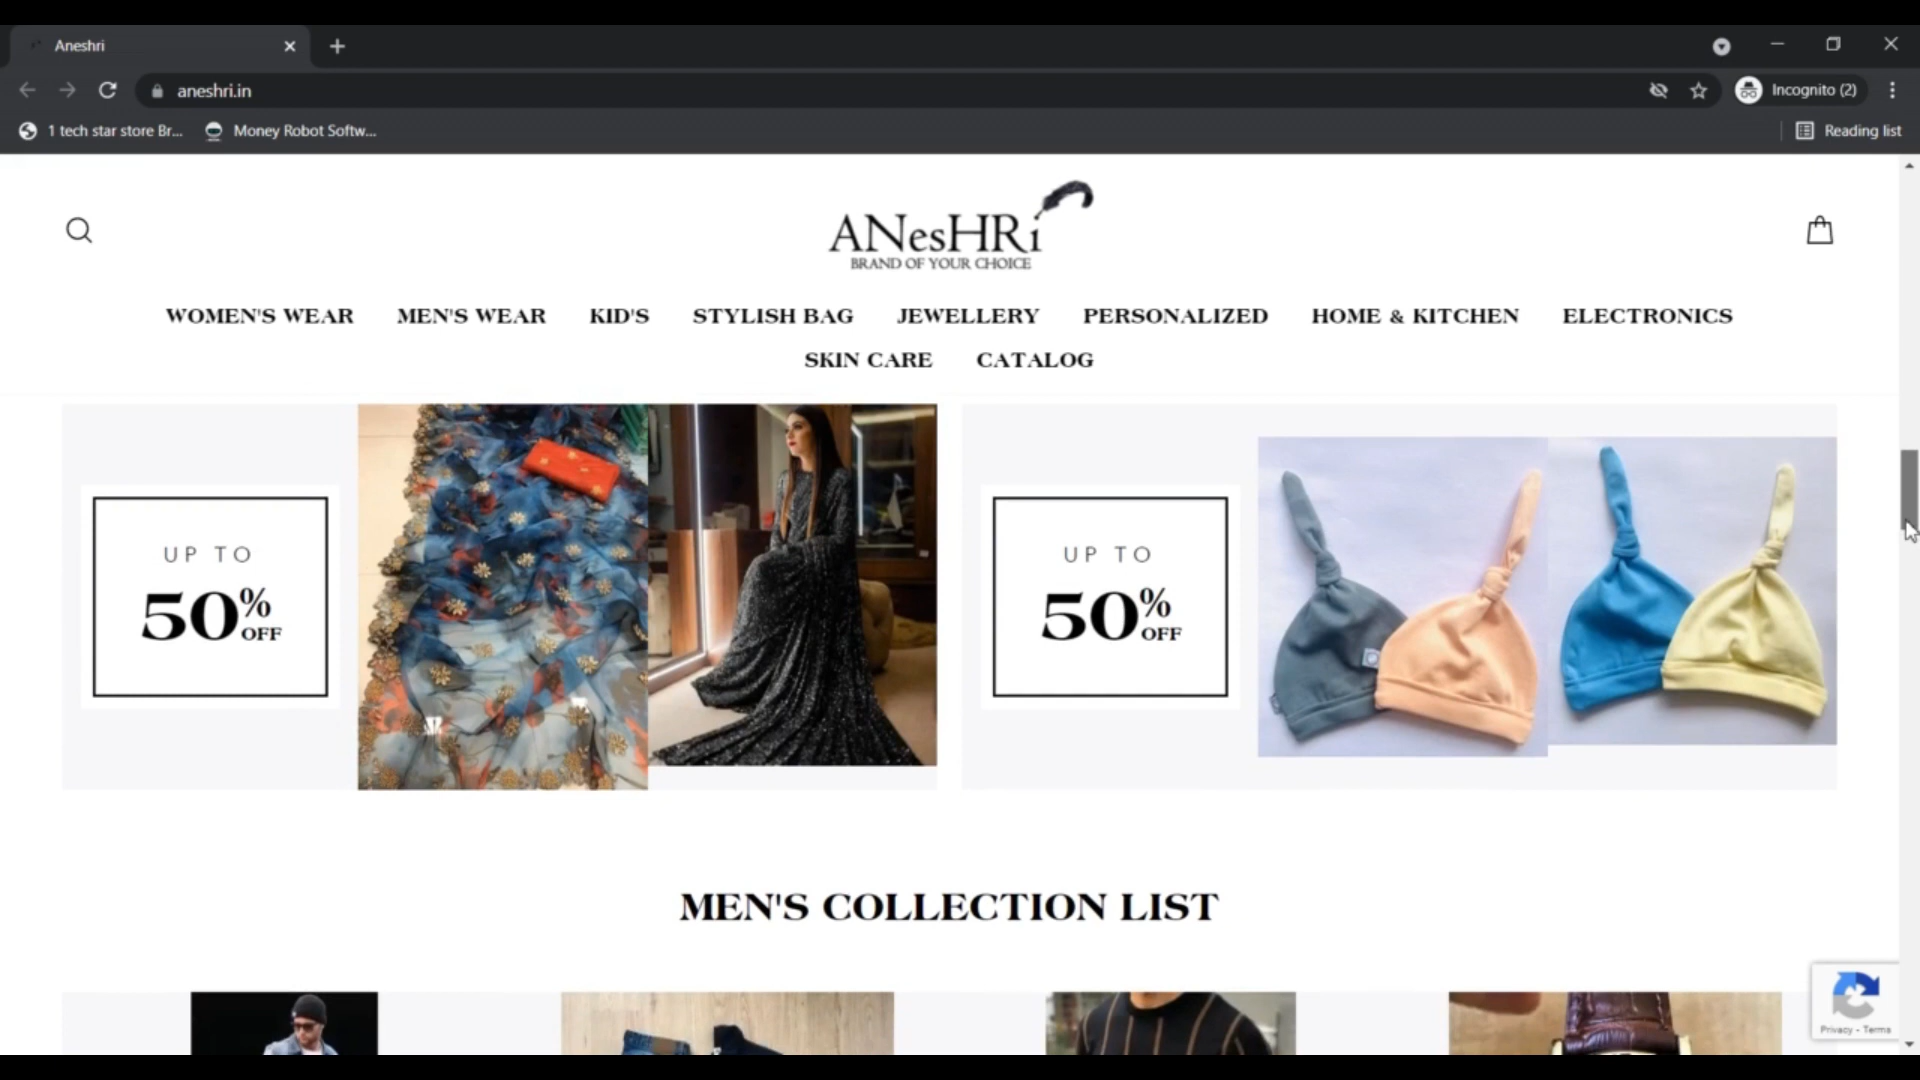 Aneshri
aneshri.in
Incognito (2)
1 tech star store Br...
Money Robot Softw...
Reading list
ANesHRi
BRAND OF YOUR CHOICE
WOMEN'S WEAR
MEN'S WEAR
KID'S
STYLISH BAG
JEWELLERY
PERSONALIZED
HOME & KITCHEN
ELECTRONICS
SKIN CARE
CATALOG
UP TO
50% OFF
UP TO
50% OFF
MEN'S COLLECTION LIST
Privacy - Terms